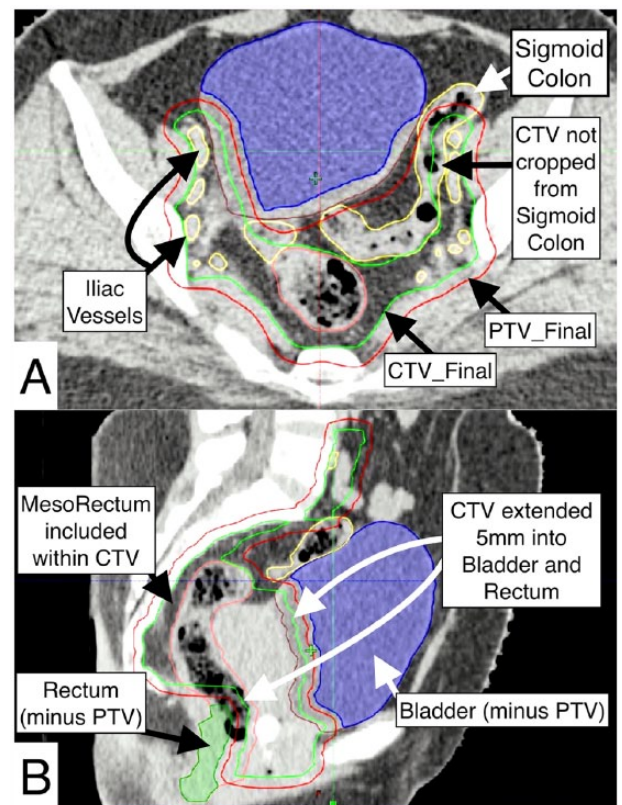 Sigmoid
Colon
CTV not
cropped
from
Sigmoid
Colon
Iliac
Vessels
PTV_Final
CTV_Final
A
MesoRectum
included
within CTV
CTV extended
5mm into
Bladder and
Rectum
Rectum
(minus PTV)
Bladder (minus PTV)
B